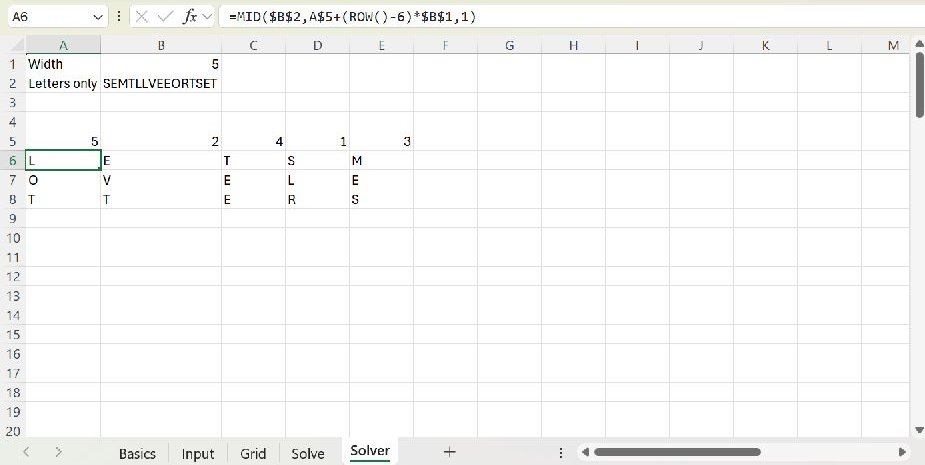 A6 fx =MID($B$2,A$5+(ROW()-6)*$B$1,1)
A B C D E F G H I J K L M
1 Width 5
2 Letters only SEMTLLVEEORTSET
3
4
5 5 2 4 1 3
6 L E T S M
7 O V E L E
8 T T E R S
9
10
11
12
13
14
15
16
17
18
19
20
Basics Input Grid Solve Solver